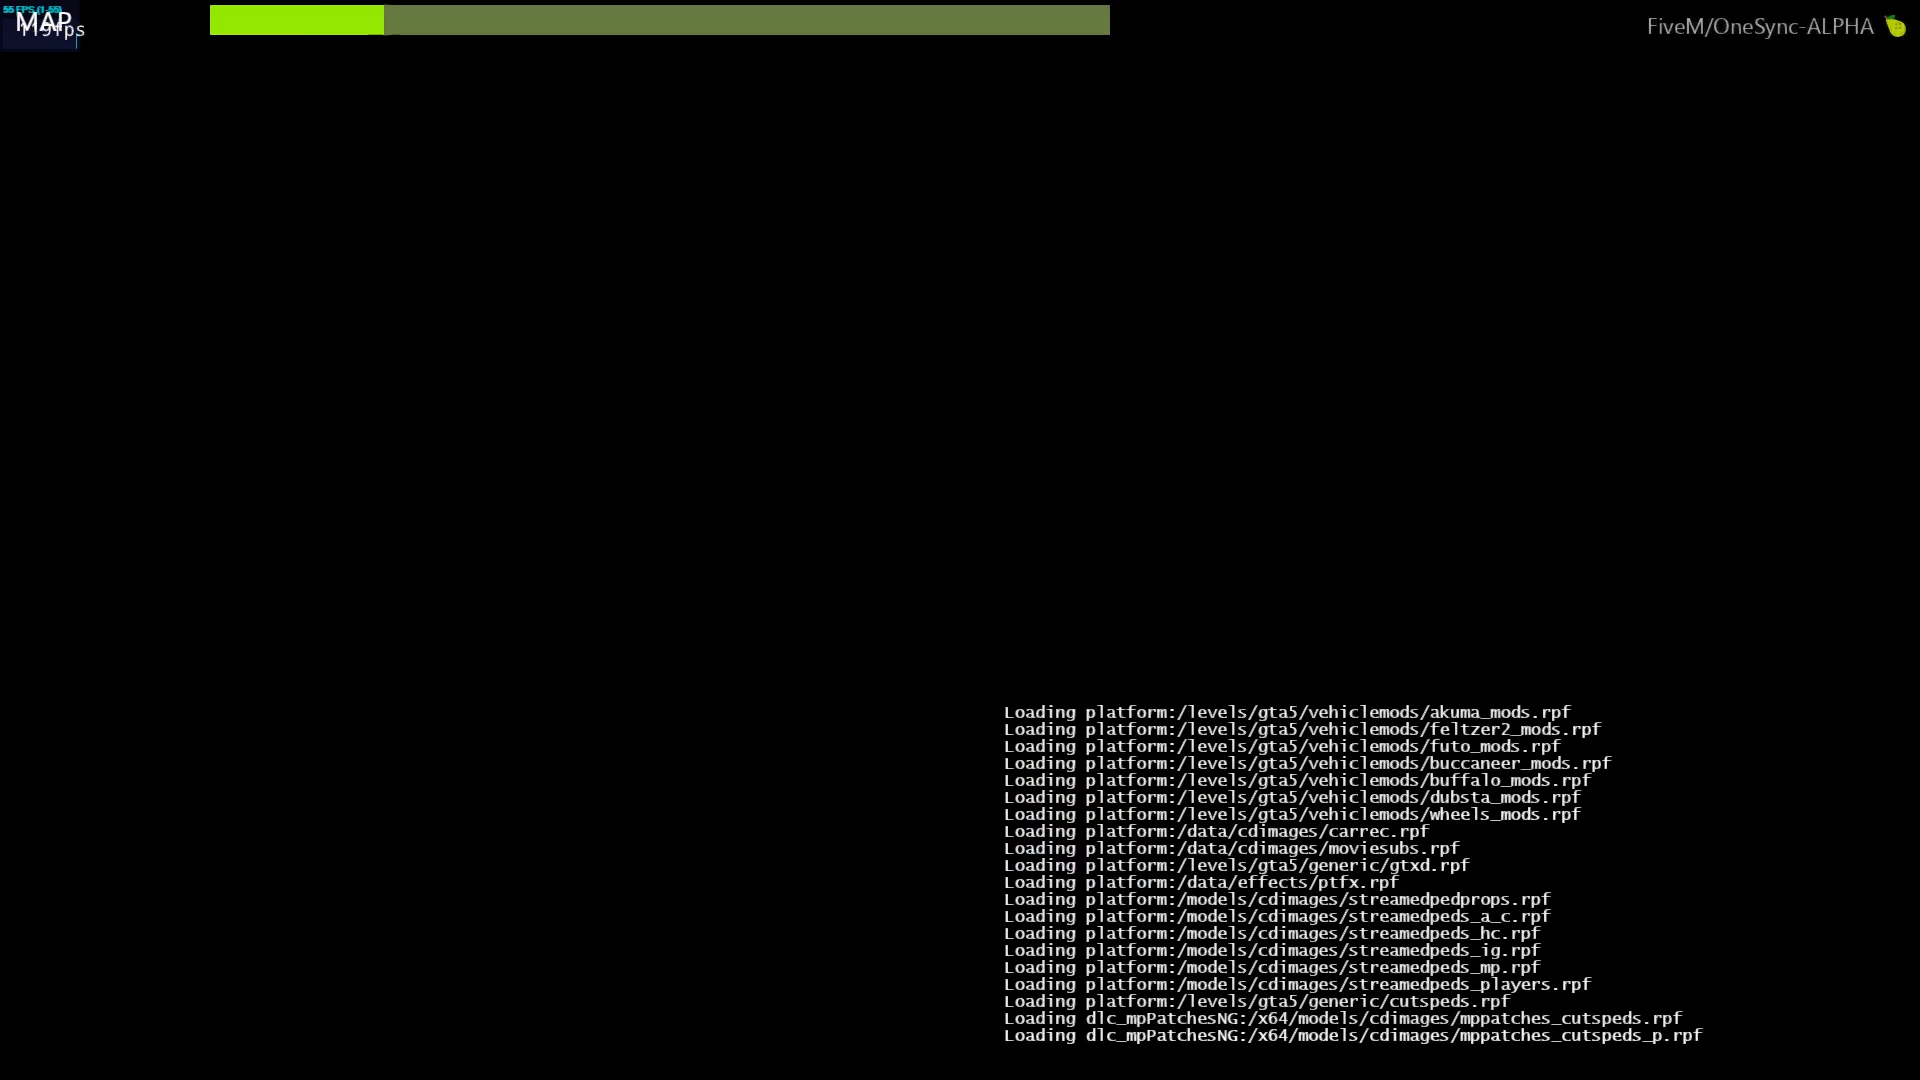 55 FPS (1-55)
MAP
119fps
FiveM/OneSync-ALPHA
Loading platform:/levels/gta5/vehiclemods/akuma_mods.rpf
Loading platform:/levels/gta5/vehiclemods/feltzer2_mods.rpf
Loading platform:/levels/gta5/vehiclemods/futo_mods.rpf
Loading platform:/levels/gta5/vehiclemods/buccaneer_mods.rpf
Loading platform:/levels/gta5/vehiclemods/buffalo_mods.rpf
Loading platform:/levels/gta5/vehiclemods/dubsta_mods.rpf
Loading platform:/levels/gta5/vehiclemods/wheels_mods.rpf
Loading platform:/data/cdimages/carrec.rpf
Loading platform:/data/cdimages/moviesubs.rpf
Loading platform:/levels/gta5/generic/gtxd.rpf
Loading platform:/data/effects/ptfx.rpf
Loading platform:/models/cdimages/streamedpedprops.rpf
Loading platform:/models/cdimages/streamedpeds_a_c.rpf
Loading platform:/models/cdimages/streamedpeds_hc.rpf
Loading platform:/models/cdimages/streamedpeds_ig.rpf
Loading platform:/models/cdimages/streamedpeds_mp.rpf
Loading platform:/models/cdimages/streamedpeds_players.rpf
Loading platform:/levels/gta5/generic/cutspeds.rpf
Loading dlc_mpPatchesNG:/x64/models/cdimages/mppatches_cutspeds.rpf
Loading dlc_mpPatchesNG:/x64/models/cdimages/mppatches_cutspeds_p.rpf